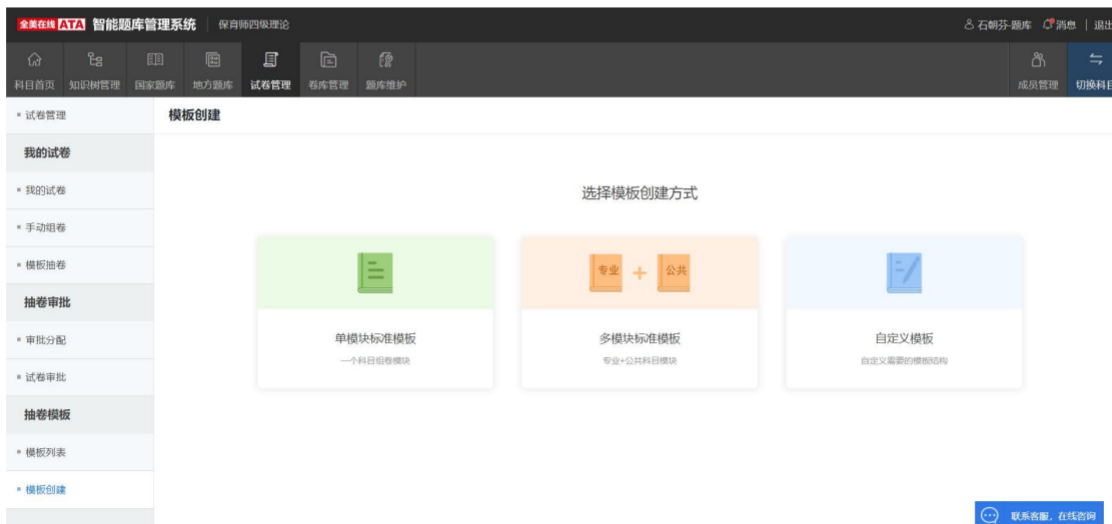 全美在线 ATA 智能题库管理系统 保育师四级理论 石朝芬-题库 消息 退出
科目首页 知识树管理 国家题库 地方题库 试卷管理 卷库管理 题库维护 成员管理 切换科目
试卷管理
模板创建
我的试卷
我的试卷
手动组卷
模板抽卷
抽卷审批
审批分配
试卷审批
抽卷模板
模板列表
模板创建
选择模板创建方式
专业 + 公共
单模块标准模板 多模块标准模板 自定义模板
一个科目组卷模块 专业+公共科目模块 自定义需要的模板结构
联系客服，在线咨询